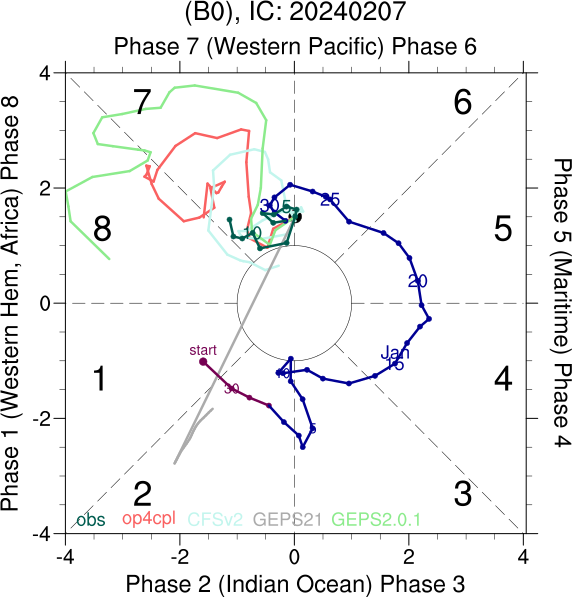 (B0), IC: 20240207
Phase 7 (Western Pacific) Phase 6
Phase 1 (Western Hem, Africa) Phase 8
Phase 5 (Maritime) Phase 4
4
2
0
-2
-4
7
6
8
5
1
4
2
3
30
5
25
10
20
Jan
15
start
30
10
5
obs
op4cpl
CFSv2
GEPS21
GEPS2.0.1
-4
-2
0
2
4
Phase 2 (Indian Ocean) Phase 3